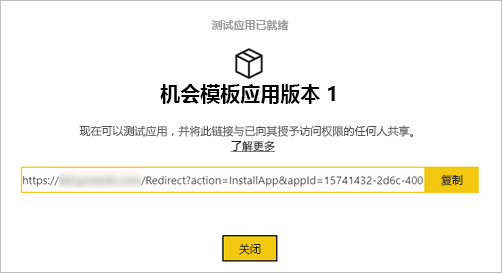 测试应用已就绪
机会模板应用版本 1
现在可以测试应用，并将此链接与已向其授予访问权限的任何人共享。
了解更多
https:// /Redirect?action=InstallApp&appId=15741432-2d6c-400
复制
关闭